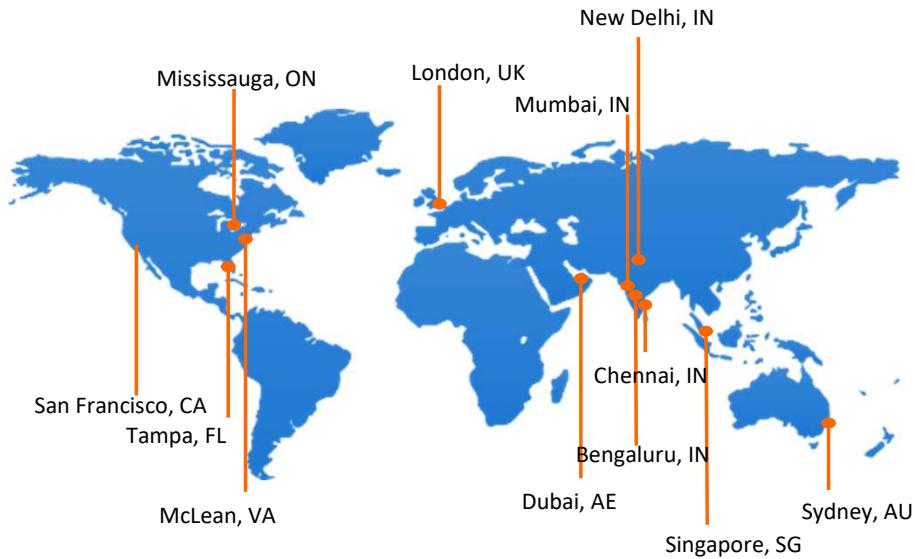 New Delhi, IN
Mississauga, ON
London, UK
Mumbai, IN
Chennai, IN
San Francisco, CA
Tampa, FL
Bengaluru, IN
Dubai, AE
McLean, VA
Sydney, AU
Singapore, SG